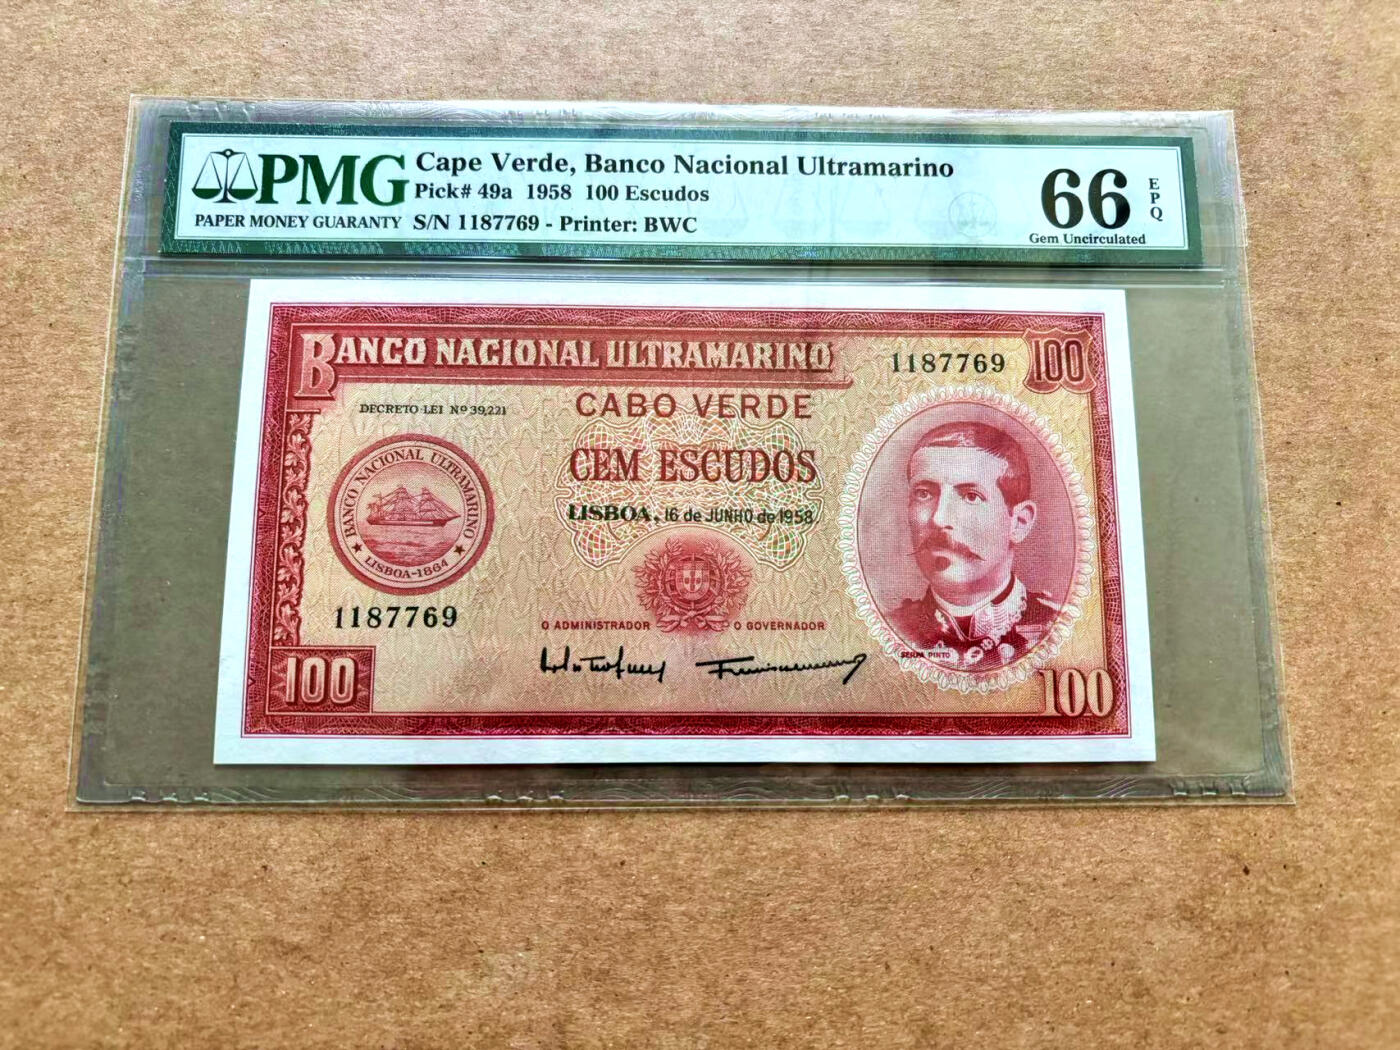 PMG
PAPER MONEY GUARANTY
Cape Verde, Banco Nacional Ultramarino
Pick# 49a 1958 100 Escudos
S/N 1187769 - Printer: BWC
66 EPQ
Gem Uncirculated
BANCO NACIONAL ULTRAMARINO
1187769
100
DECRETO-LEI Nº 39,221
CABO VERDE
CEM ESCUDOS
LISBOA, 16 de JUNHO de 1958
BANCO NACIONAL ULTRAMARINO
LISBOA-1864
1187769
O ADMINISTRADOR
O GOVERNADOR
SERPA PINTO
100
100